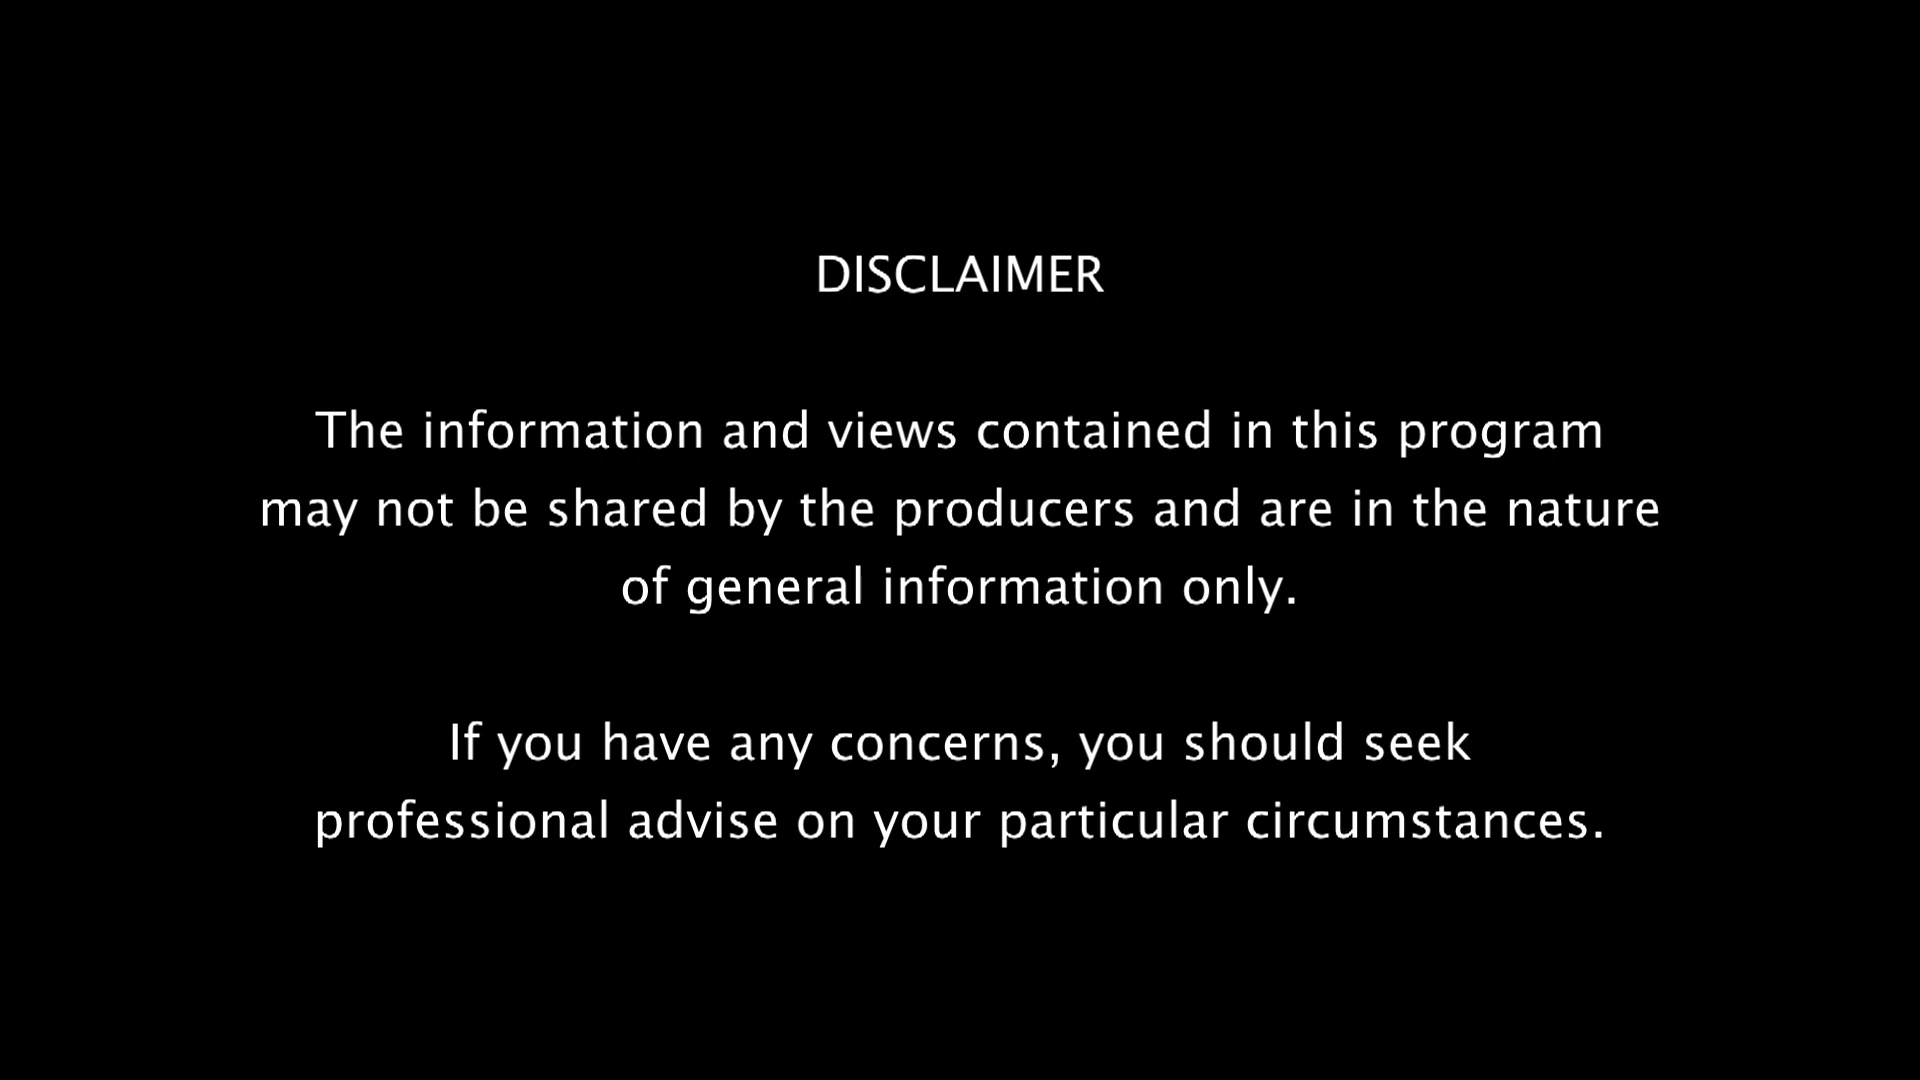 DISCLAIMER
The information and views contained in this program
may not be shared by the producers and are in the nature
of general information only.
If you have any concerns, you should seek
professional advise on your particular circumstances.